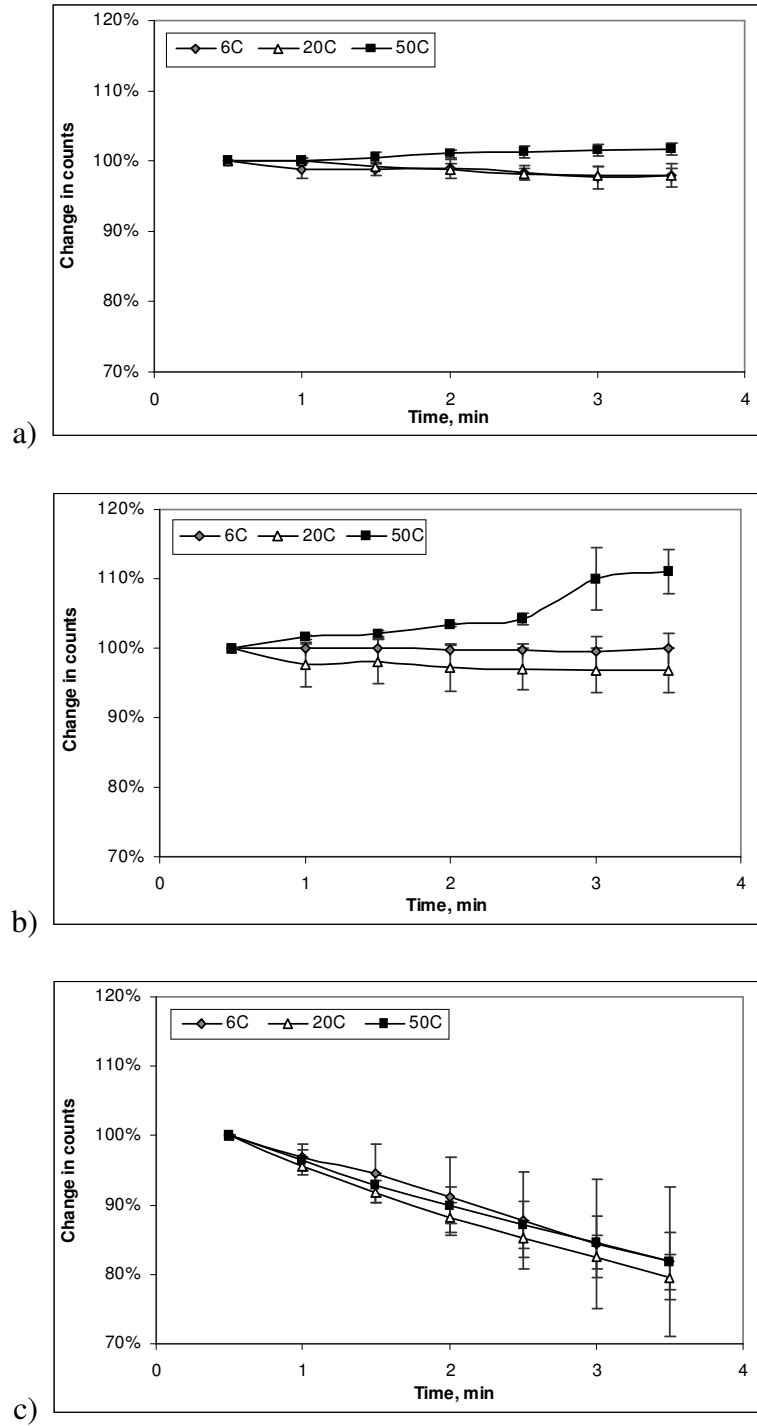 120%
6C 20C 50C
110%
100%
90%
80%
70%
Change in counts
0 1 2 3 4
Time, min
a)
120%
6C 20C 50C
110%
100%
90%
80%
70%
Change in counts
0 1 2 3 4
Time, min
b)
120%
6C 20C 50C
110%
100%
90%
80%
70%
Change in counts
0 1 2 3 4
Time, min
c)